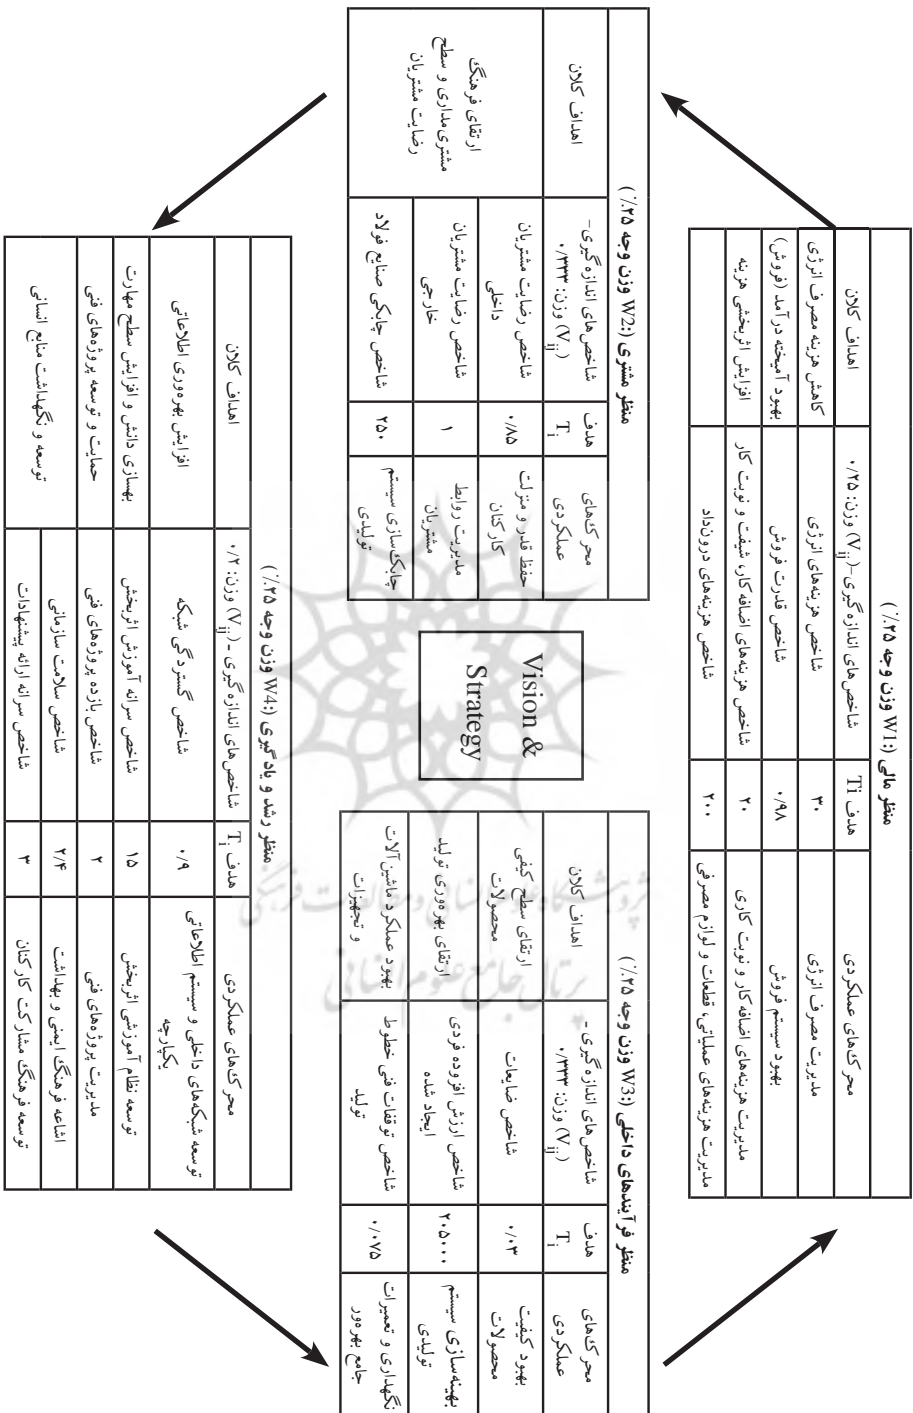 منظر مالی (W1: وزن وجه ۲۵٪)
اهداف کلان
شاخص های اندازه گیری -(Vij) وزن: ۰/۲۵
هدف Ti
محرک‌های عملکردی
کاهش هزینه مصرف انرژی
شاخص هزینه‌های انرژی
۳۰
مدیریت مصرف انرژی
بهبود آمیخته درآمد (فروش)
شاخص قدرت فروش
۰/۹۸
بهبود سیستم فروش
افزایش اثربخشی هزینه
شاخص هزینه‌های اضافه‌کار، شیفت و نوبت کار
۲۰
مدیریت هزینه‌های اضافه‌کار و نوبت کاری
شاخص هزینه‌های درون‌داد
۲۰۰
مدیریت هزینه‌های عملیاتی، قطعات و لوازم مصرفی
منظر مشتری (W2: وزن وجه ۲۵٪)
اهداف کلان
شاخص‌های اندازه گیری-
(Vij) وزن: ۰/۳۳۳
هدف
Ti
محرک‌های
عملکردی
ارتقای فرهنگ
مشتری‌مداری و سطح
رضایت مشتریان
شاخص رضایت مشتریان
داخلی
۰/۸۵
حفظ قدر و منزلت
کارکنان
شاخص رضایت مشتریان
خارجی
۱
مدیریت روابط
مشتریان
شاخص چابکی صنایع فولاد
۲۵۰
چابک‌سازی سیستم
تولیدی
Vision &
Strategy
منظر فرآیندهای داخلی (W3: وزن وجه ۲۵٪)
اهداف کلان
شاخص‌های اندازه گیری -
(Vij) وزن: ۰/۳۳۳
هدف
Ti
محرک‌های
عملکردی
ارتقای سطح کیفی
محصولات
شاخص ضایعات
۰/۰۳
بهبود کیفیت
محصولات
ارتقای بهره‌وری تولید
شاخص ارزش افزوده فردی
ایجاد شده
۲۰۵۰۰۰
بهینه‌سازی سیستم
تولیدی
بهبود عملکرد ماشین‌آلات
و تجهیزات
شاخص توقفات فنی خطوط
تولید
۰/۰۷۵
نگهداری و تعمیرات
جامع بهره‌ور
منظر رشد و یادگیری (W4: وزن وجه ۲۵٪)
اهداف کلان
شاخص های اندازه گیری -(Vij) وزن: ۰/۲
هدف Ti
محرک‌های عملکردی
افزایش بهره‌وری اطلاعاتی
شاخص گستردگی شبکه
۰/۹
توسعه شبکه‌های داخلی و سیستم اطلاعاتی
یکپارچه
بهسازی دانش و افزایش سطح مهارت
شاخص سرانه آموزش اثربخش
۱۵
توسعه نظام آموزشی اثربخش
حمایت و توسعه پروژه‌های فنی
شاخص بازده پروژه‌های فنی
۲
مدیریت پروژه‌های فنی
توسعه و نگهداشت منابع انسانی
شاخص سلامت سازمانی
۲/۴
اشاعه فرهنگ ایمنی و بهداشت
شاخص سرانه ارائه پیشنهادات
۳
توسعه فرهنگ مشارکت کارکنان
پژوهشگاه علوم انسانی و مطالعات فرهنگی
پرتال جامع علوم انسانی